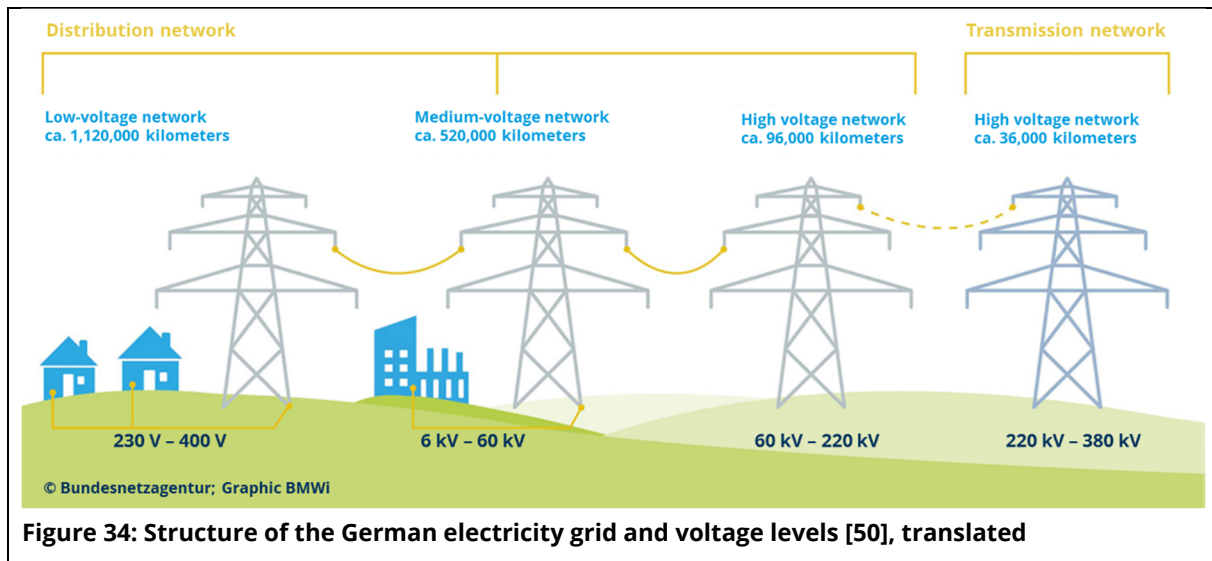 Distribution network
Transmission network
Low-voltage network
ca. 1,120,000 kilometers
Medium-voltage network
ca. 520,000 kilometers
High voltage network
ca. 96,000 kilometers
High voltage network
ca. 36,000 kilometers
230 V – 400 V
6 kV – 60 kV
60 kV – 220 kV
220 kV – 380 kV
© Bundesnetzagentur; Graphic BMWi
Figure 34: Structure of the German electricity grid and voltage levels [50], translated